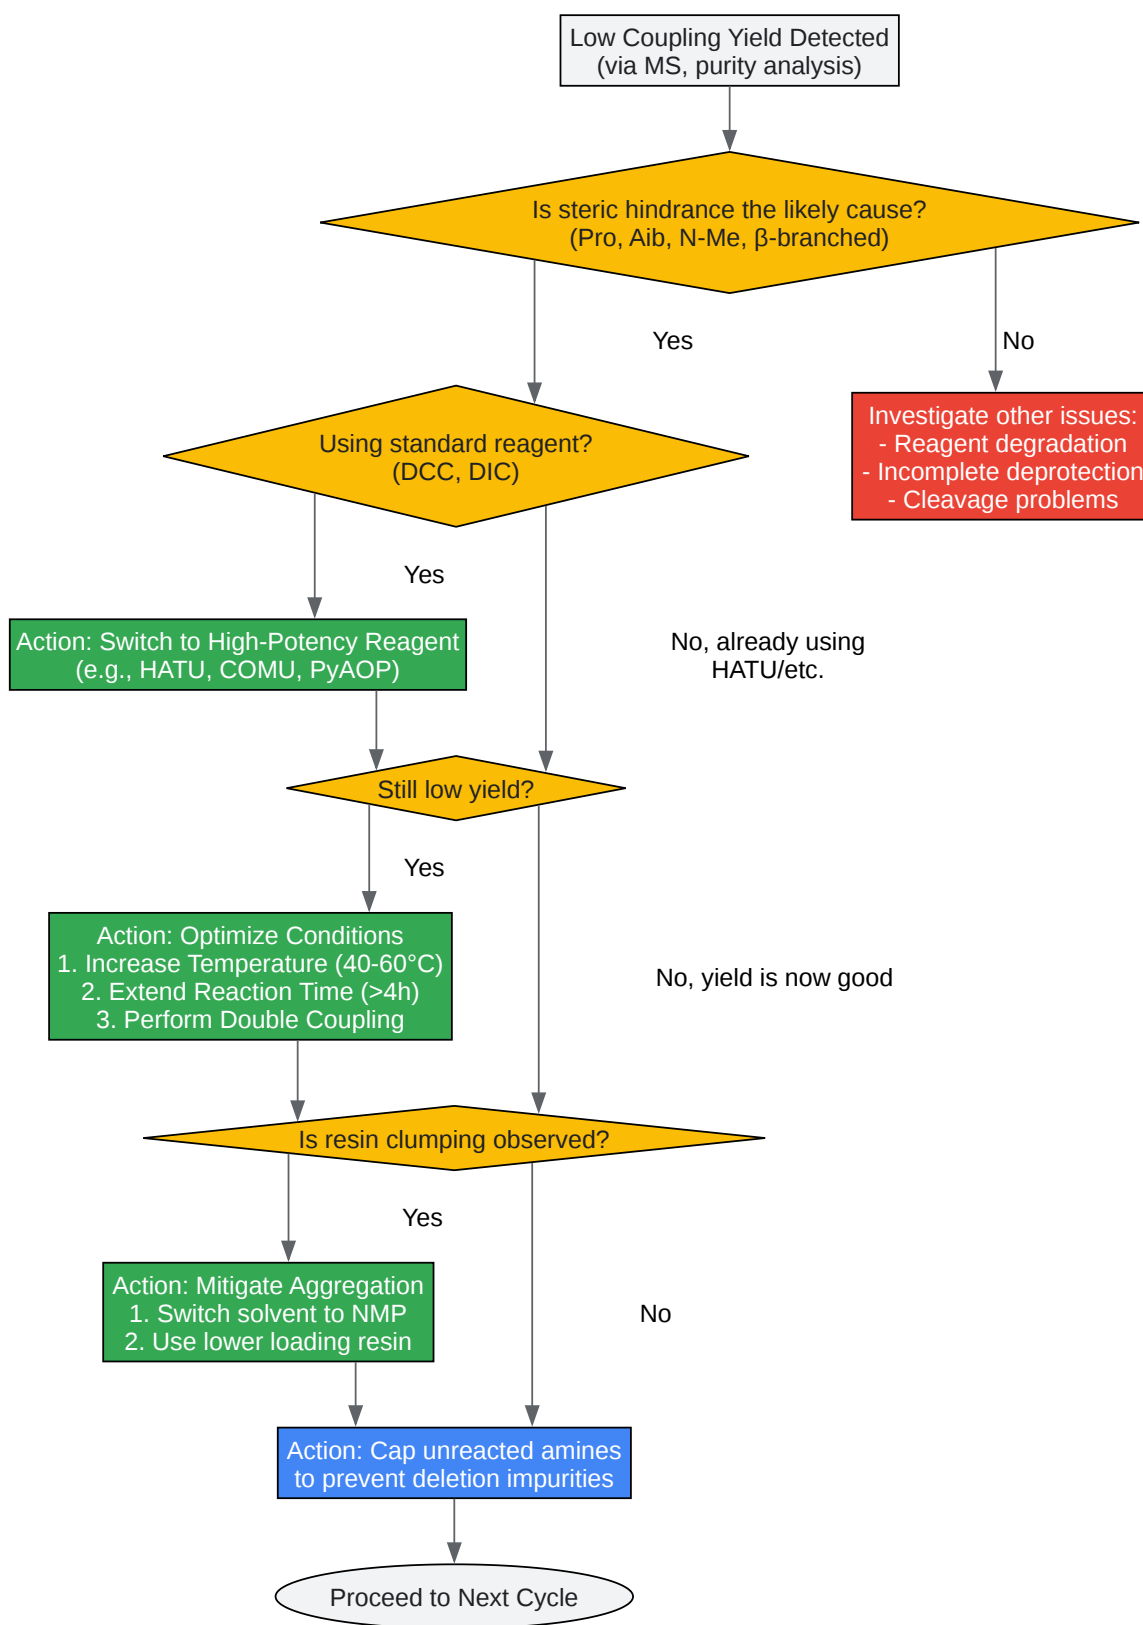 Low Coupling Yield Detected
(via MS, purity analysis)
Is steric hindrance the likely cause?
(Pro, Aib, N-Me, β-branched)
Yes
No
Using standard reagent?
(DCC, DIC)
Investigate other issues:
- Reagent degradation
- Incomplete deprotection
- Cleavage problems
Yes
No, already using
HATU/etc.
Action: Switch to High-Potency Reagent
(e.g., HATU, COMU, PyAOP)
Still low yield?
Yes
No, yield is now good
Action: Optimize Conditions
1. Increase Temperature (40-60°C)
2. Extend Reaction Time (>4h)
3. Perform Double Coupling
Is resin clumping observed?
Yes
No
Action: Mitigate Aggregation
1. Switch solvent to NMP
2. Use lower loading resin
Action: Cap unreacted amines
to prevent deletion impurities
Proceed to Next Cycle